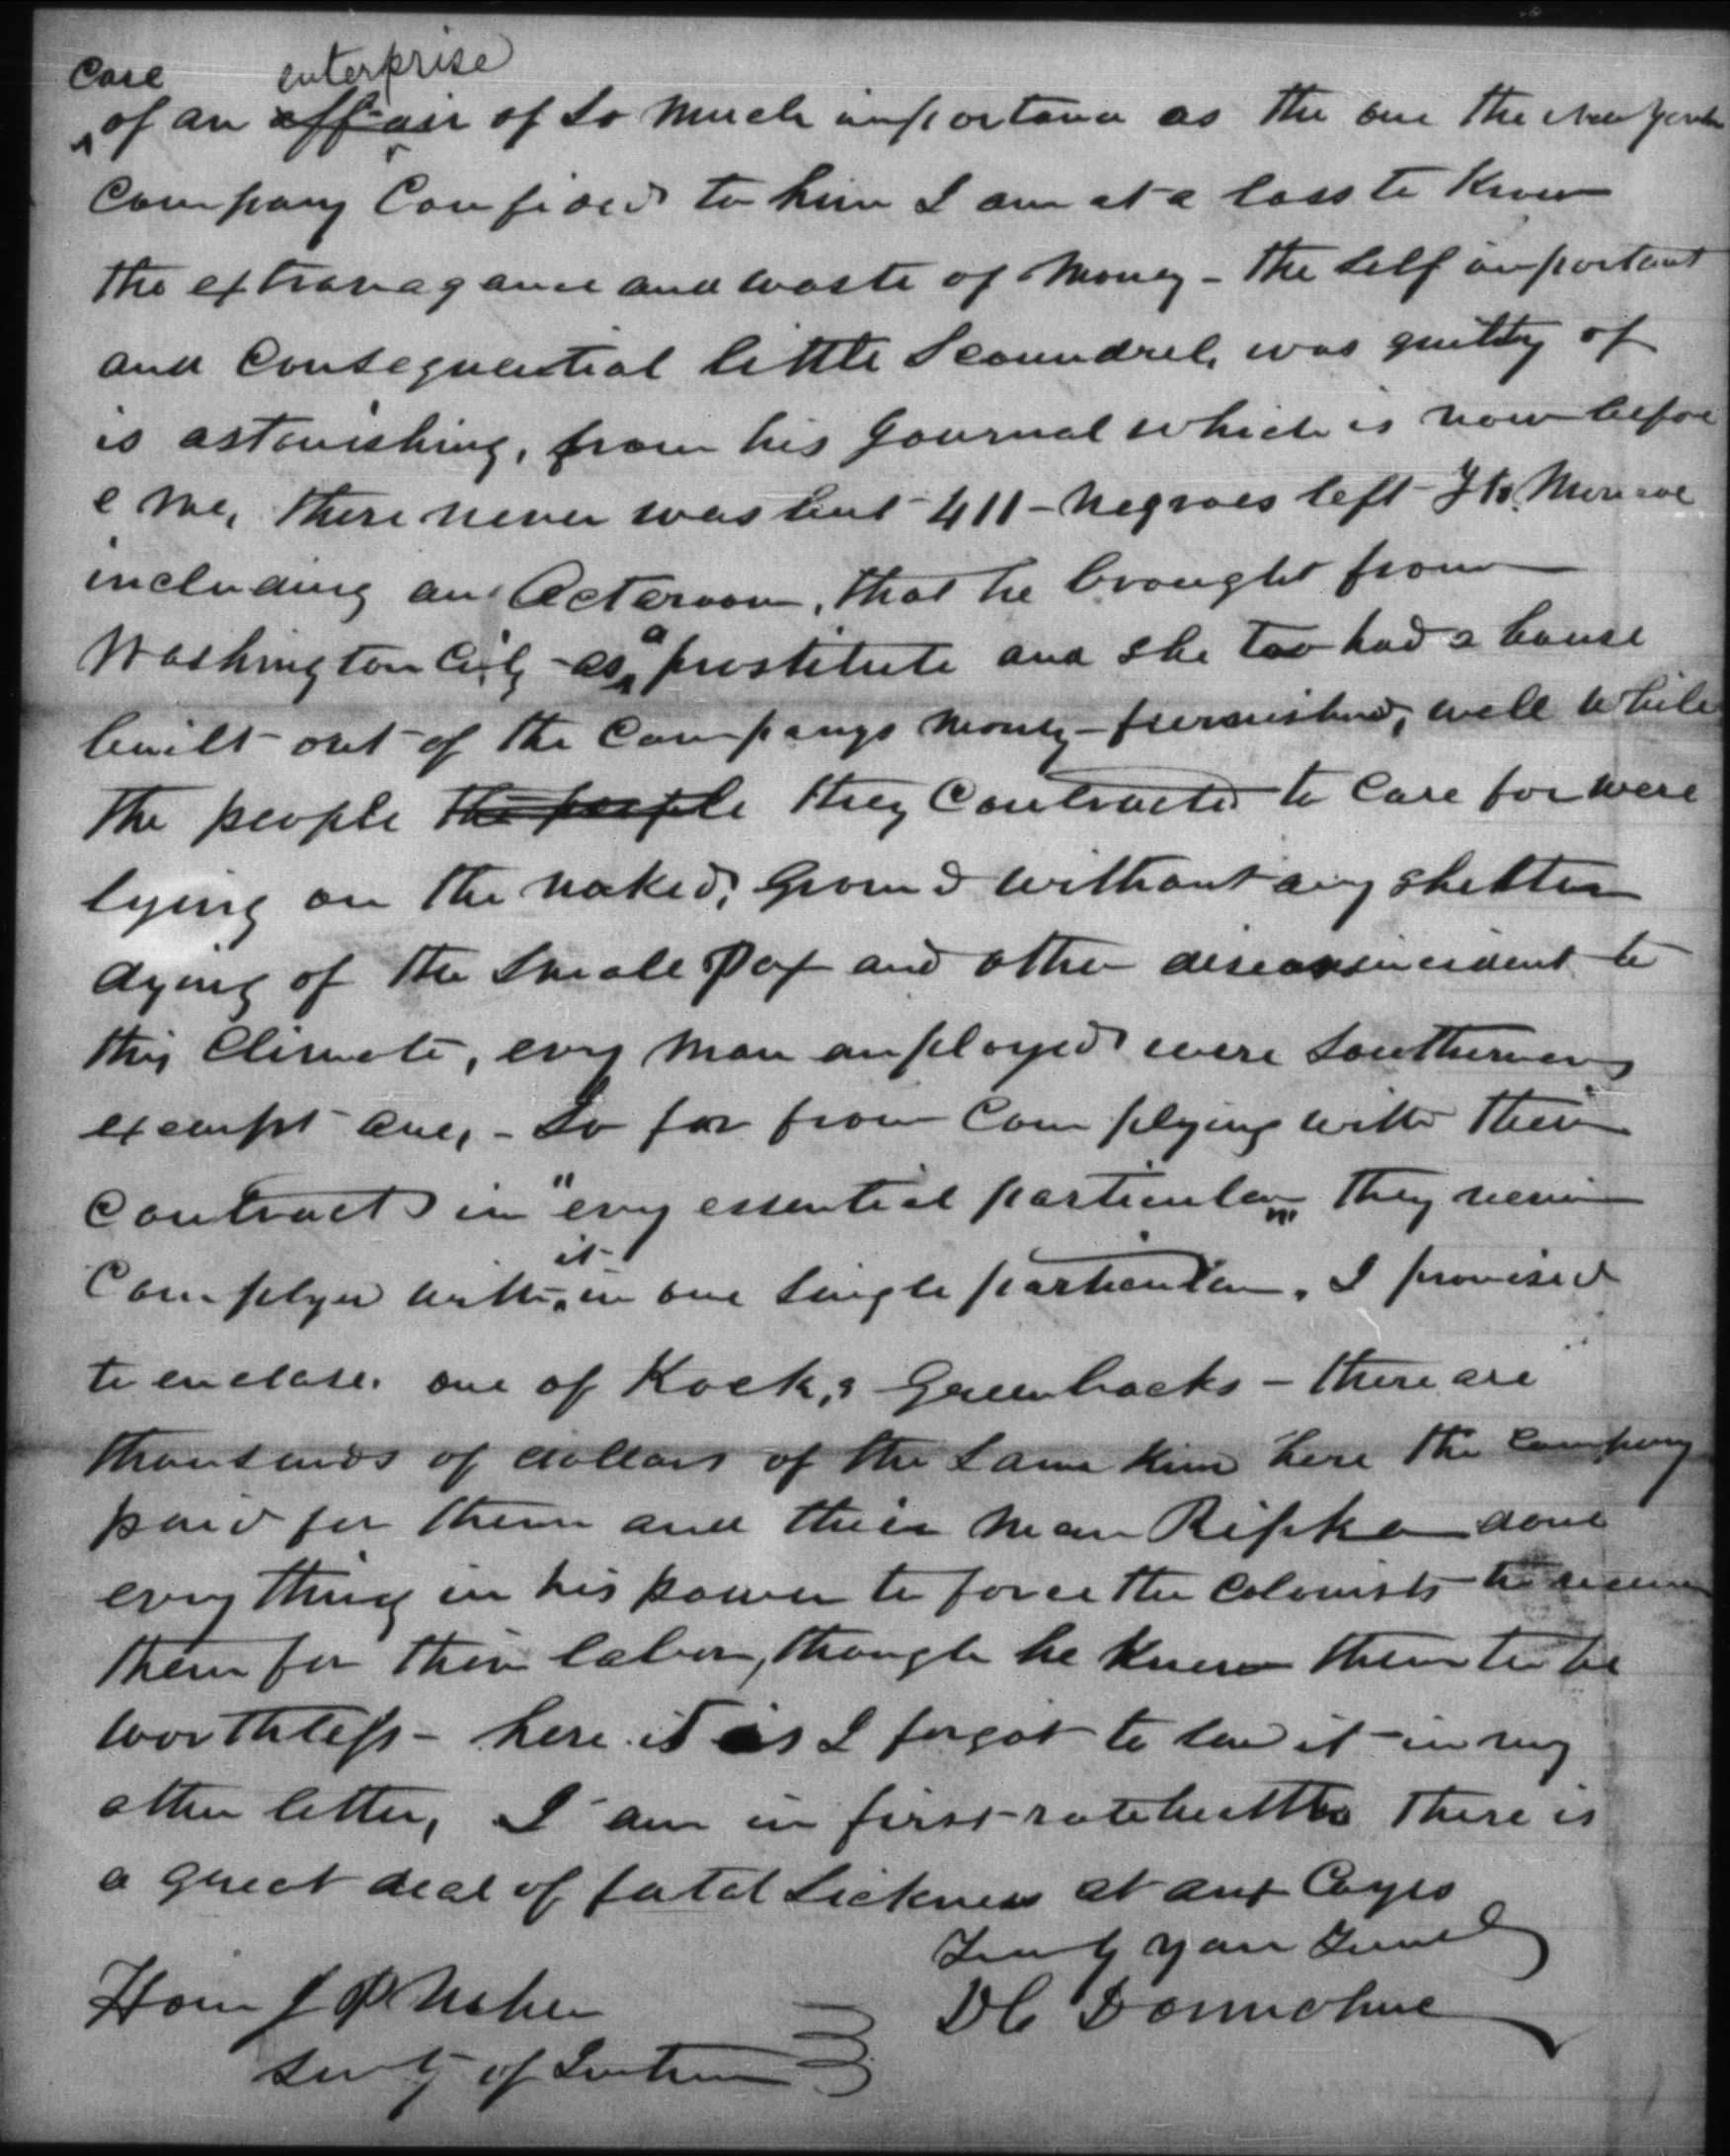 Care enterprise
of an affair of so much importance as the one the New York
Company Confided to him I am at a loss to Know
the extravagance and waste of Money - the self important
and Consequential little Scoundrel, was guilty of
is astonishing, from his Journal which is now befor
e me, there never was but 411 - Negroes left Ft. Monroe
including an Octaroon, that he brought from
Washington City - as a prostitute and she too had a house
built out of the Companys money - furnished, well while
the people the people they Contracted to Care for were
lying on the naked, Ground without any shelter
dying of the Small Pox and other diseases incident to
this Climate, evry man employed were Southerners
exempt one, - So far from Complying with their
Contract in "evry essential particular" they never
Complyed with it in one single particular. I promised
to enclose. one of Kock,s Greenbacks - there are
thousands of dollars of the same kind here the Company
paid for them and their man Ripka done
evry thing in his power to force the Colonists to receive
them for their labor, though he knew them to be
worthless - here it is I forgot to send it in my
other letter, I am in first rate health There is
a great deal of fatal sickness at aux Cayes
Truly your Friend
Hon J P Usher
D C Donnohue
Secty of Interior